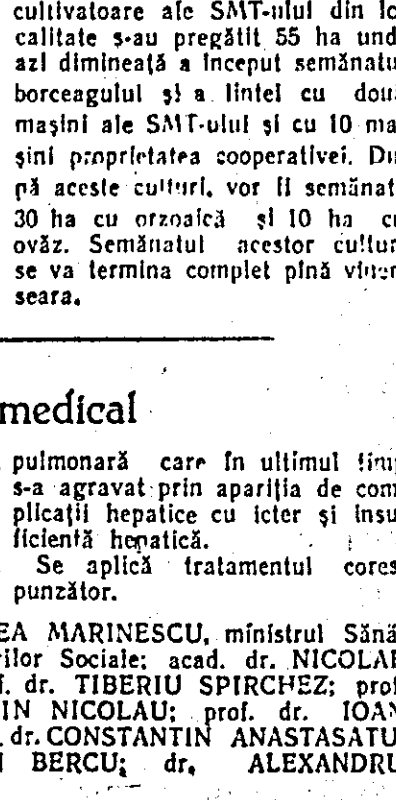 cultivatoare ale SMT-ului din lo
calitate s-au pregătit 55 ha und
azi dimineață a început semănatu
borceagului și a lintei cu dou
mașini ale SMT-ului și cu 10 ma
șini proprietatea cooperativei. Du
pă aceste culturi, vor fi semănat
30 ha cu orzoaică și 10 ha c
ovăz. Semănatul acestor cultur
se va termina complet pînă viner
seara.
medical
pulmonară care în ultimul timp
s-a agravat prin apariția de com
plicații hepatice cu icter și insu
ficientă hepatică.
Se aplică tratamentul cores
punzător.
EA MARINESCU, ministrul Sănă
rilor Sociale; acad. dr. NICOLAE
f. dr. TIBERIU SPIRCHEZ; prof
IN NICOLAU; prof. dr. IOAN
. dr. CONSTANTIN ANASTASATU
I BERCU; dr. ALEXANDRU